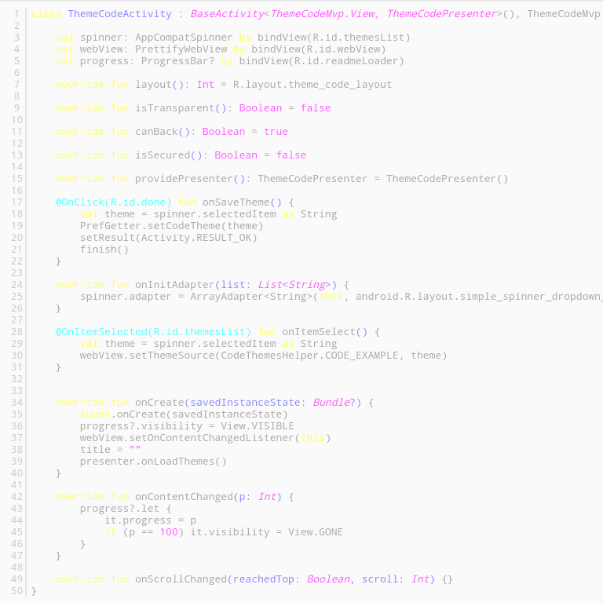 1 class ThemeCodeActivity : BaseActivity<ThemeCodeMvp.View, ThemeCodePresenter>(), ThemeCodeMvp
2
3 val spinner: AppCompatSpinner by bindView(R.id.themesList)
4 val webView: PrettifyWebView by bindView(R.id.webView)
5 val progress: ProgressBar? by bindView(R.id.readmeLoader)
6
7 override fun layout(): Int = R.layout.theme_code_layout
8
9 override fun isTransparent(): Boolean = false
10
11 override fun canBack(): Boolean = true
12
13 override fun isSecured(): Boolean = false
14
15 override fun providePresenter(): ThemeCodePresenter = ThemeCodePresenter()
16
17 @OnClick(R.id.done) fun onSaveTheme() {
18 val theme = spinner.selectedItem as String
19 PrefGetter.setCodeTheme(theme)
20 setResult(Activity.RESULT_OK)
21 finish()
22 }
23
24 override fun onInitAdapter(list: List<String>) {
25 spinner.adapter = ArrayAdapter<String>(this, android.R.layout.simple_spinner_dropdown_
26 }
27
28 @OnItemSelected(R.id.themesList) fun onItemSelect() {
29 val theme = spinner.selectedItem as String
30 webView.setThemeSource(CodeThemesHelper.CODE_EXAMPLE, theme)
31 }
32
33
34 override fun onCreate(savedInstanceState: Bundle?) {
35 super.onCreate(savedInstanceState)
36 progress?.visibility = View.VISIBLE
37 webView.setOnContentChangedListener(this)
38 title = ""
39 presenter.onLoadThemes()
40 }
41
42 override fun onContentChanged(p: Int) {
43 progress?.let {
44 it.progress = p
45 if (p == 100) it.visibility = View.GONE
46 }
47 }
48
49 override fun onScrollChanged(reachedTop: Boolean, scroll: Int) {}
50 }